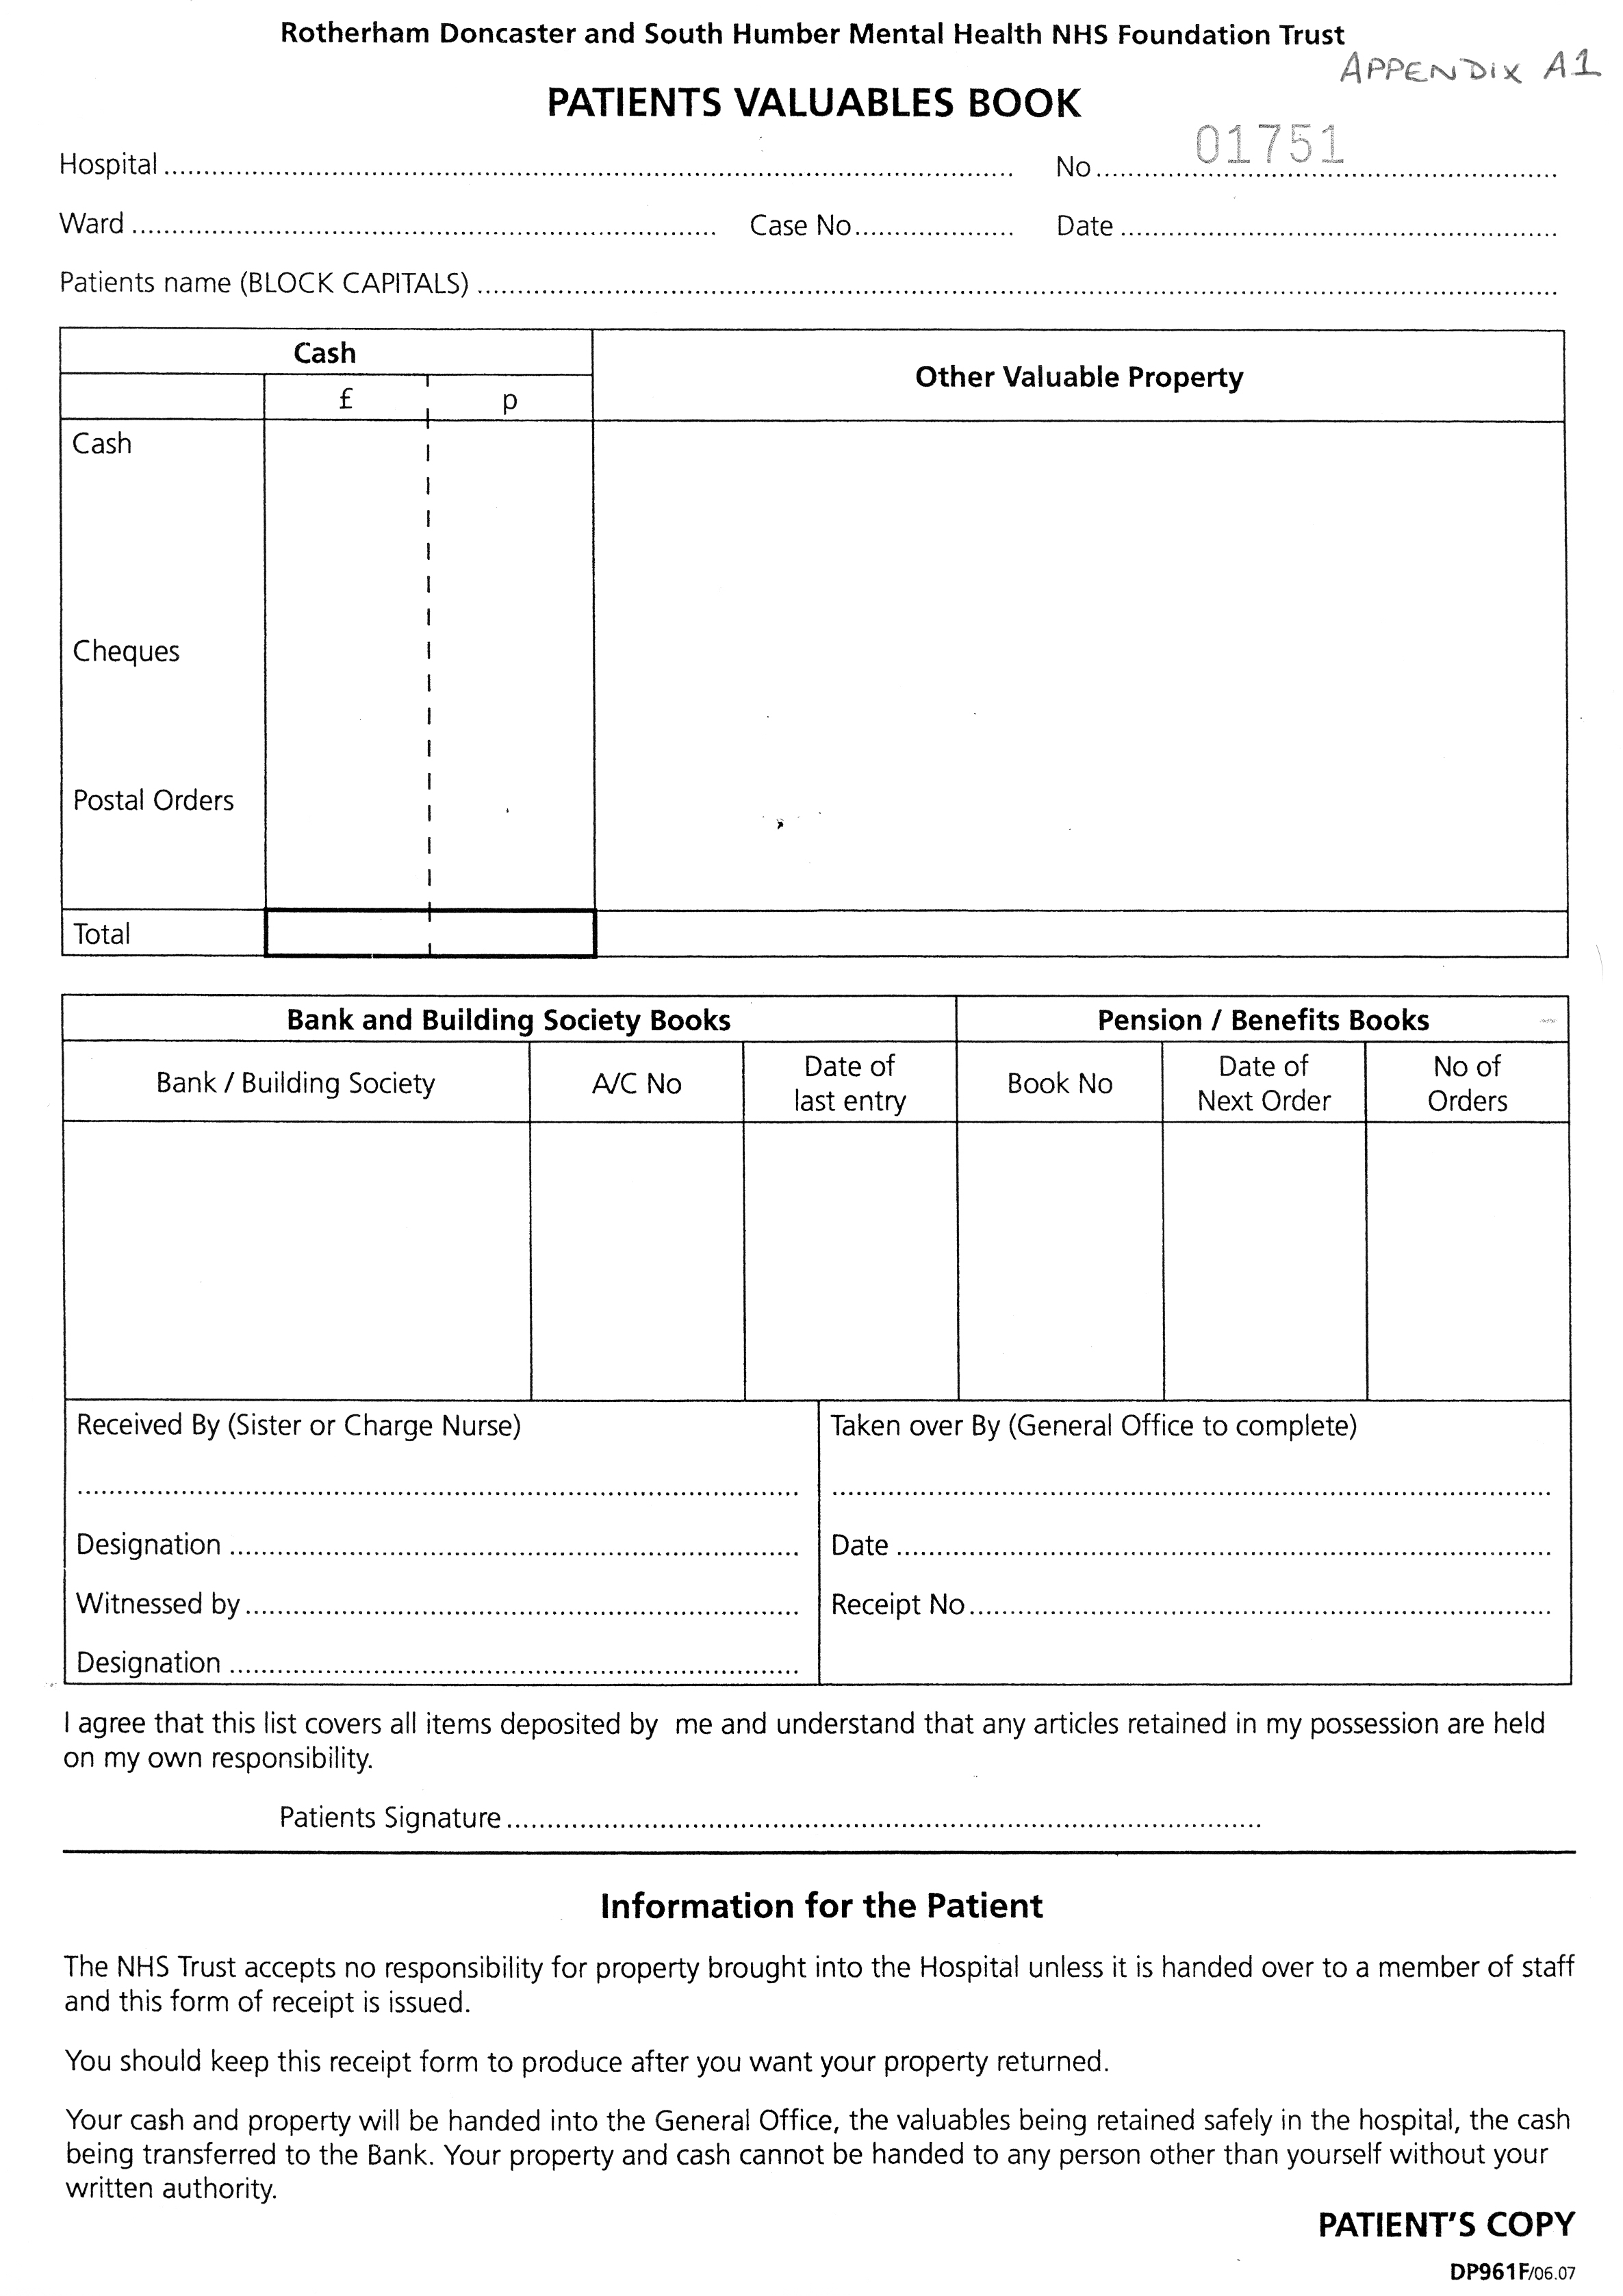 Rotherham Doncaster and South Humber Mental Health NHS Foundation Trust
APPENDIX A1
PATIENTS VALUABLES BOOK
Hospital No 01751
Ward Case No Date
Patients name (BLOCK CAPITALS)
Cash Other Valuable Property
£ p
Cash
Cheques
Postal Orders
Total
Bank and Building Society Books Pension / Benefits Books
Bank / Building Society A/C No Date of last entry Book No Date of Next Order No of Orders
Received By (Sister or Charge Nurse) Taken over By (General Office to complete)
Designation Date
Witnessed by Receipt No
Designation
I agree that this list covers all items deposited by me and understand that any articles retained in my possession are held
on my own responsibility.
Patients Signature
Information for the Patient
The NHS Trust accepts no responsibility for property brought into the Hospital unless it is handed over to a member of staff
and this form of receipt is issued.
You should keep this receipt form to produce after you want your property returned.
Your cash and property will be handed into the General Office, the valuables being retained safely in the hospital, the cash
being transferred to the Bank. Your property and cash cannot be handed to any person other than yourself without your
written authority.
PATIENT'S COPY
DP961F/06.07